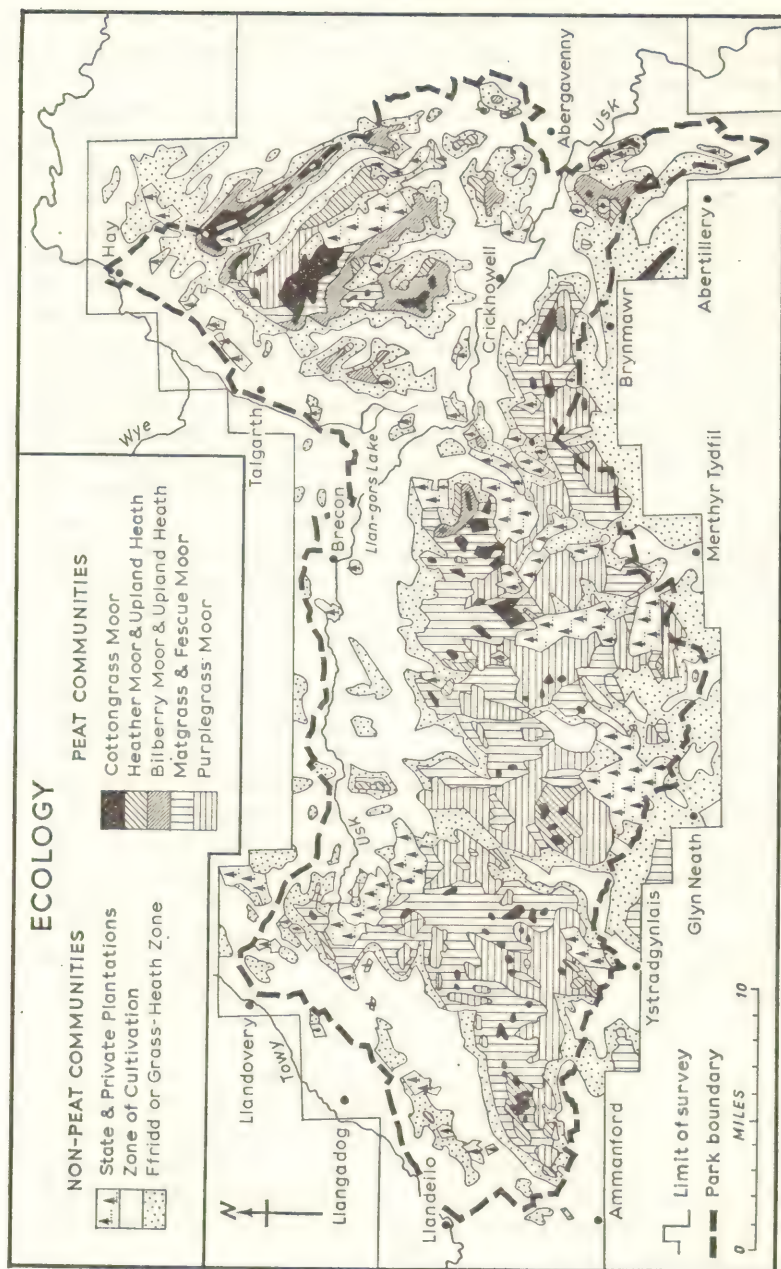 ECOLOGY
NON-PEAT COMMUNITIES
State & Private Plantations
Zone of Cultivation
Ffridd or Grass-Heath Zone
PEAT COMMUNITIES
Cottongrass Moor
Heather Moor & Upland Heath
Bilberry Moor & Upland Heath
Matgrass & Fescue Moor
Purplegrass Moor
N
Llandovery
Towy
Llangadog
Llandeilo
Ammanford
Usk
Brecon
Llan-gors Lake
Talgarth
Wye
Hay
Crickhowell
Abergavenny
Usk
Abertillery
Brynmawr
Merthyr Tydfil
Glyn Neath
Ystradgynlais
Limit of survey
Park boundary
0 MILES 10